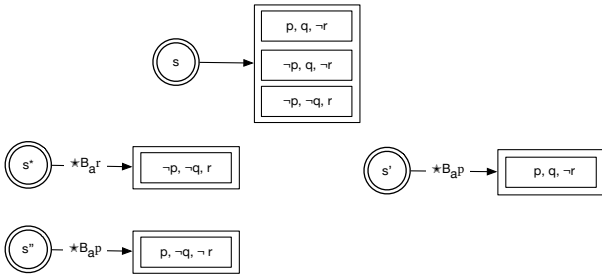 p, q, ¬r
s
¬p, q, ¬r
¬p, ¬q, r
s* ★Bₐr ¬p, ¬q, r
s' ★Bₐp p, q, ¬r
s" ★Bₐp p, ¬q, ¬ r